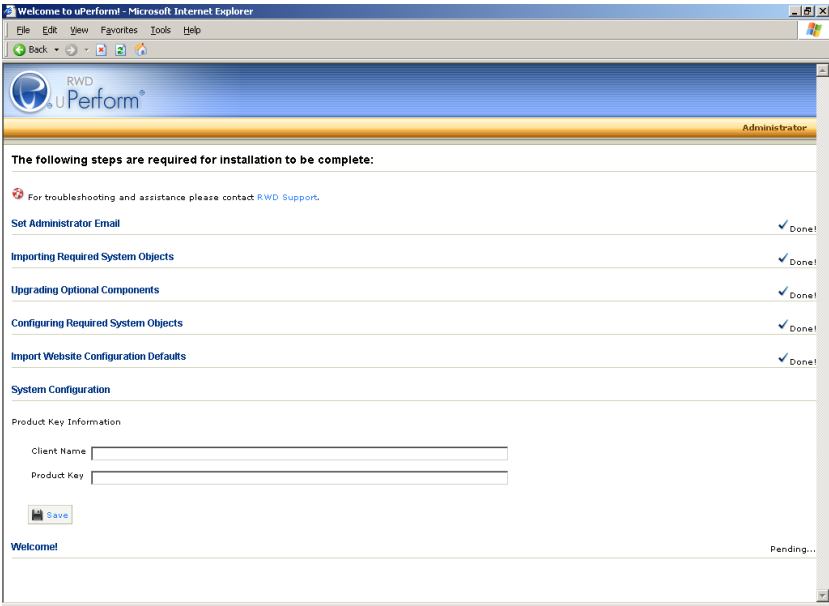 Welcome to uPerform! - Microsoft Internet Explorer
File Edit View Favorites Tools Help
Back
RWD
uPerform®
Administrator
The following steps are required for installation to be complete:
For troubleshooting and assistance please contact RWD Support.
Set Administrator Email Done!
Importing Required System Objects Done!
Upgrading Optional Components Done!
Configuring Required System Objects Done!
Import Website Configuration Defaults Done!
System Configuration
Product Key Information
Client Name
Product Key
Save
Welcome! Pending...